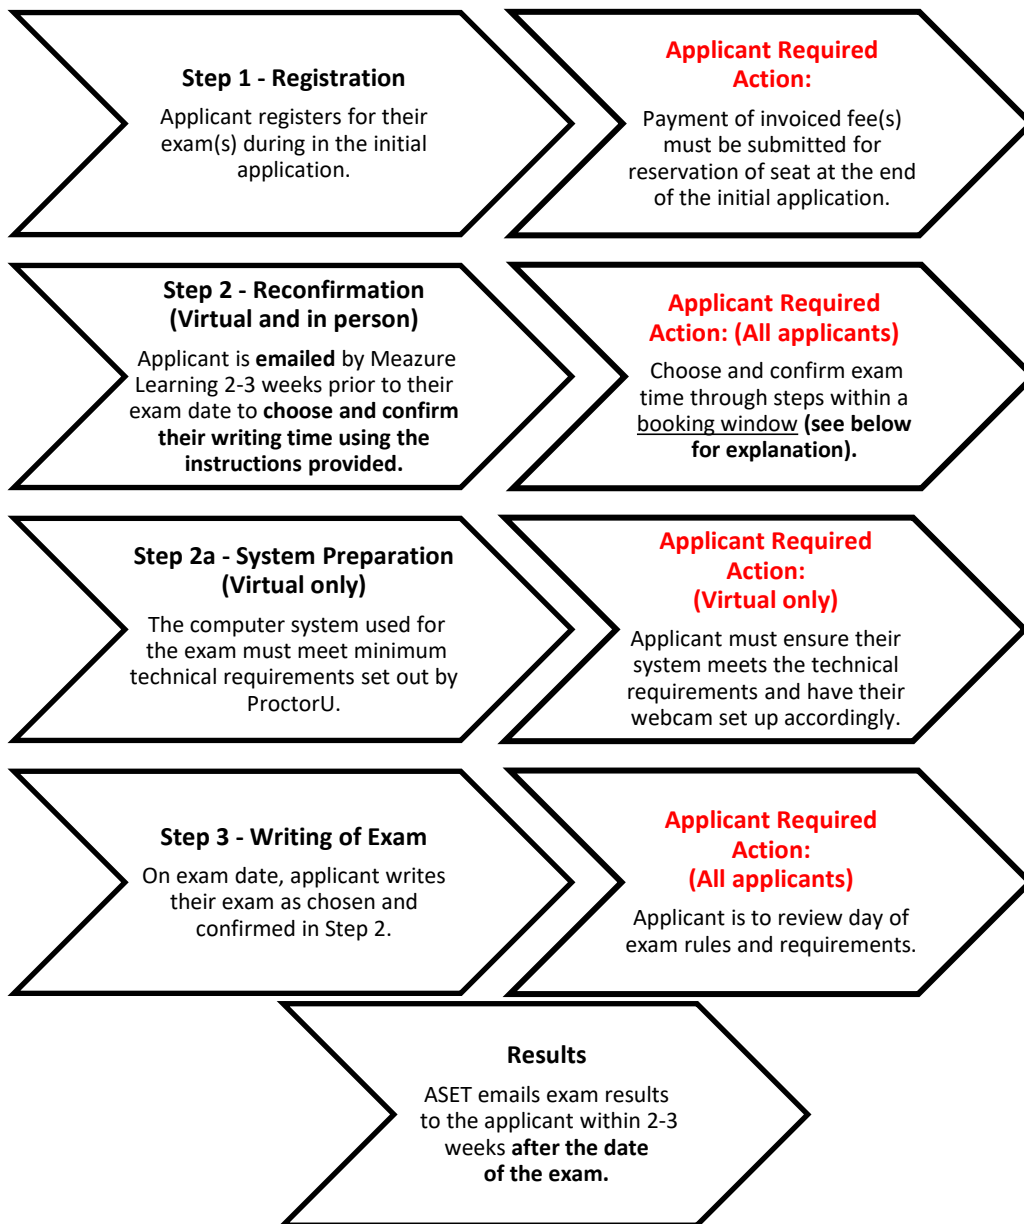 Step 1 - Registration
Applicant registers for their
exam(s) during in the initial
application.
Applicant Required
Action:
Payment of invoiced fee(s)
must be submitted for
reservation of seat at the end
of the initial application.
Step 2 - Reconfirmation
(Virtual and in person)
Applicant is emailed by Meazure
Learning 2-3 weeks prior to their
exam date to choose and confirm
their writing time using the
instructions provided.
Applicant Required
Action: (All applicants)
Choose and confirm exam
time through steps within a
booking window (see below
for explanation).
Step 2a - System Preparation
(Virtual only)
The computer system used for
the exam must meet minimum
technical requirements set out by
ProctorU.
Applicant Required
Action:
(Virtual only)
Applicant must ensure their
system meets the technical
requirements and have their
webcam set up accordingly.
Step 3 - Writing of Exam
On exam date, applicant writes
their exam as chosen and
confirmed in Step 2.
Applicant Required
Action:
(All applicants)
Applicant is to review day of
exam rules and requirements.
Results
ASET emails exam results
to the applicant within 2-3
weeks after the date
of the exam.